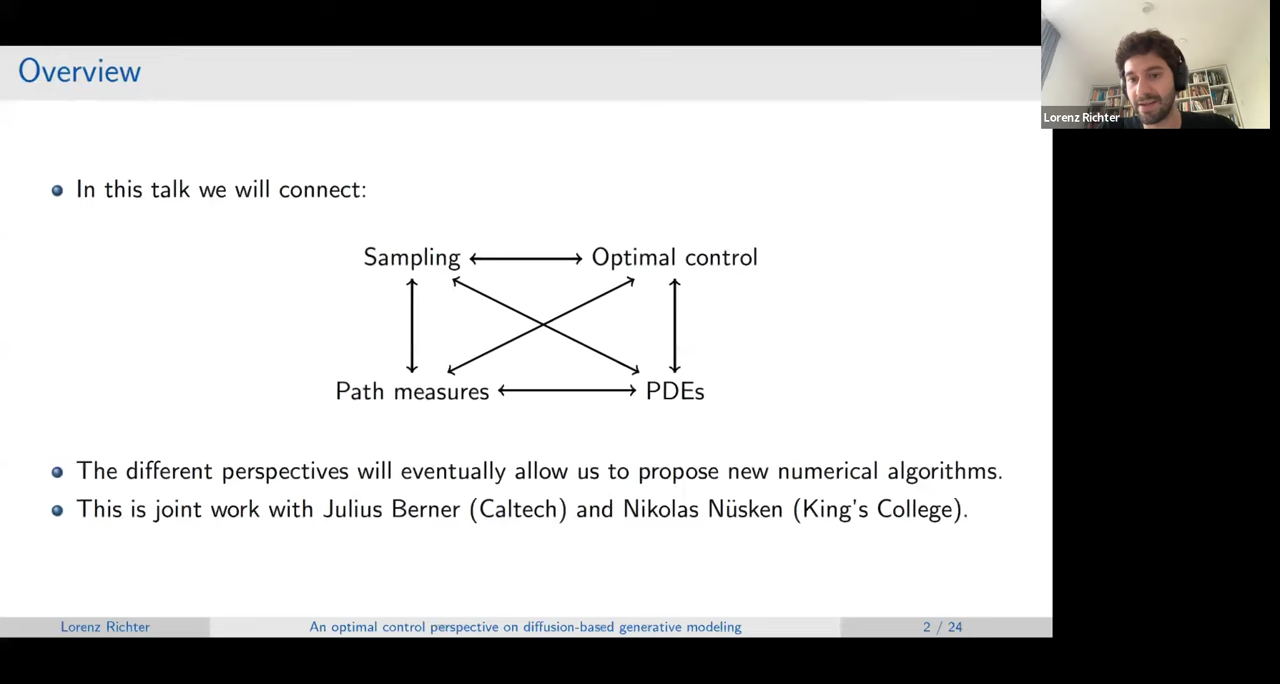 Overview
Lorenz Richter
In this talk we will connect:
Sampling Optimal control
Path measures PDEs
The different perspectives will eventually allow us to propose new numerical algorithms.
This is joint work with Julius Berner (Caltech) and Nikolas Nüsken (King's College).
Lorenz Richter An optimal control perspective on diffusion-based generative modeling 2 / 24